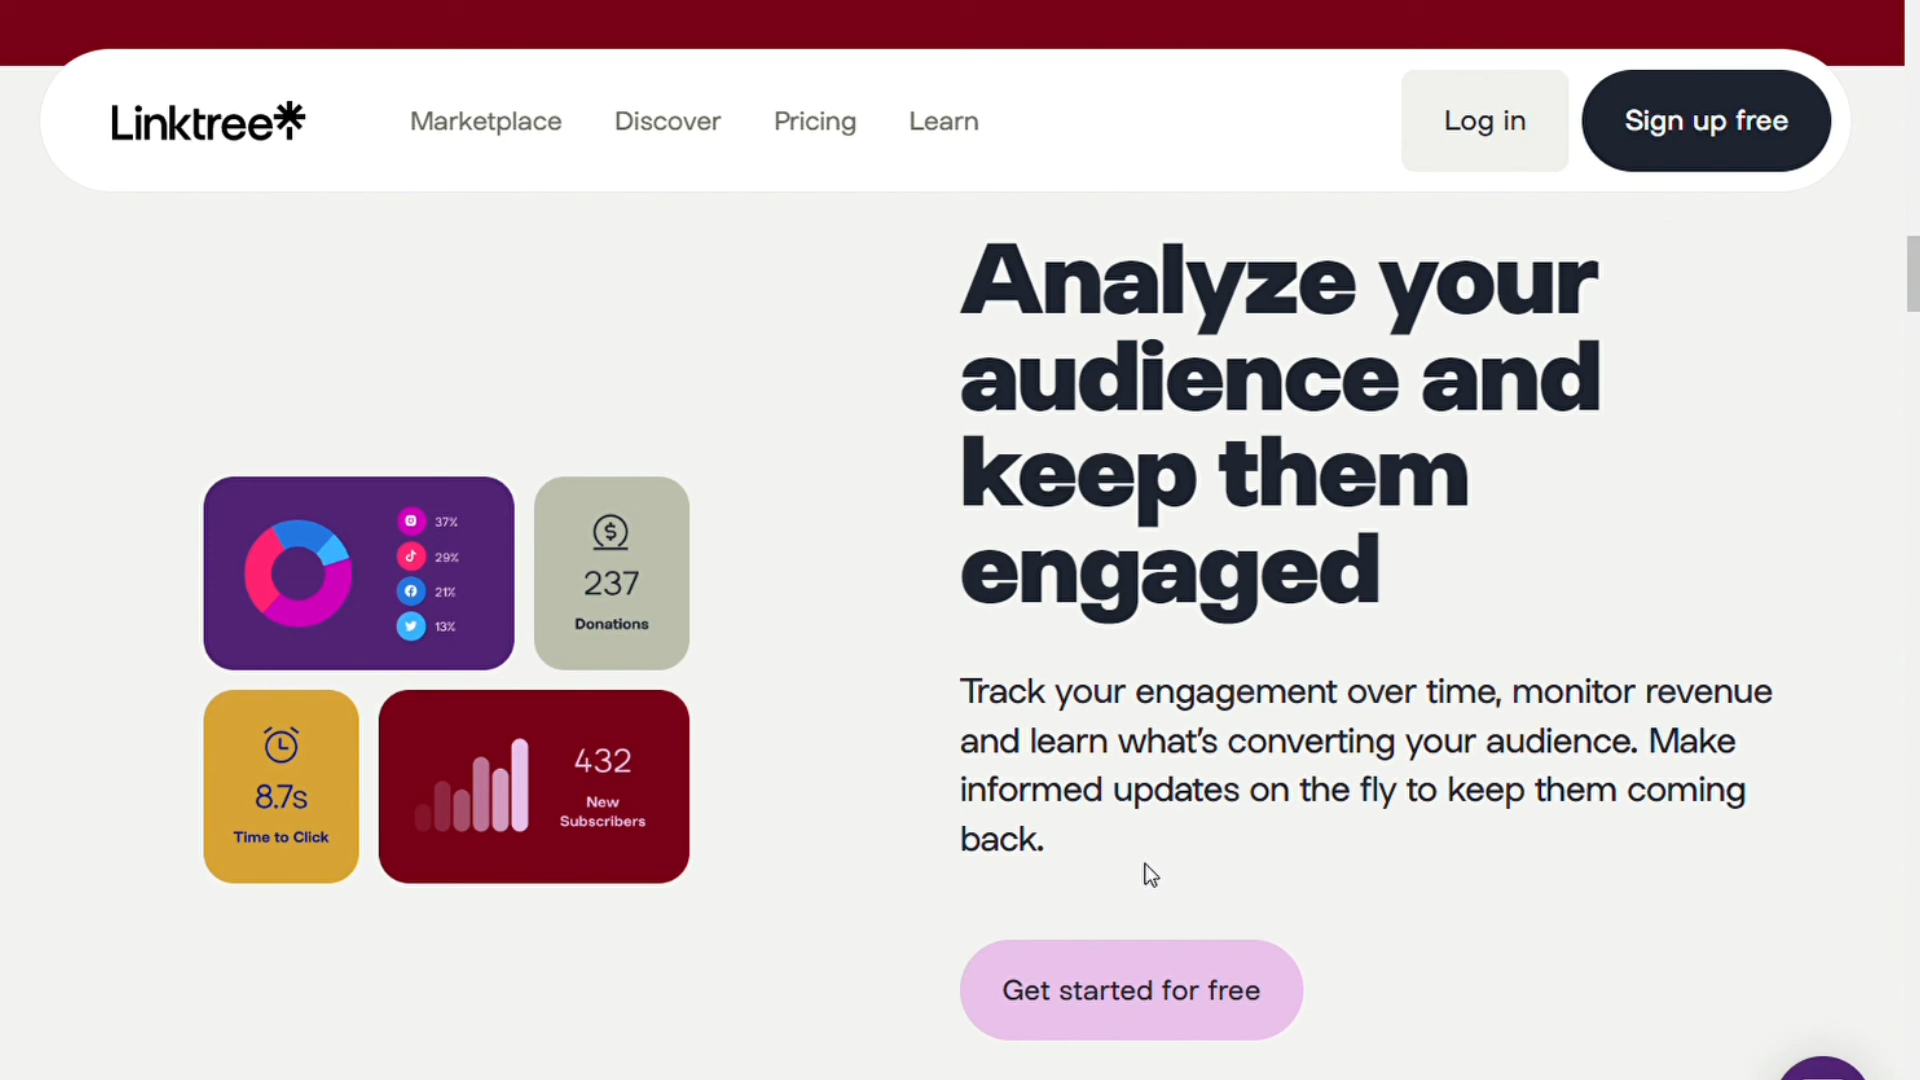 Linktree
Marketplace
Discover
Pricing
Learn
Log in
Sign up free
Analyze your
audience and
keep them
engaged
37%
29%
21%
13%
237
Donations
8.7s
Time to Click
432
New
Subscribers
Track your engagement over time, monitor revenue
and learn what's converting your audience. Make
informed updates on the fly to keep them coming
back.
Get started for free